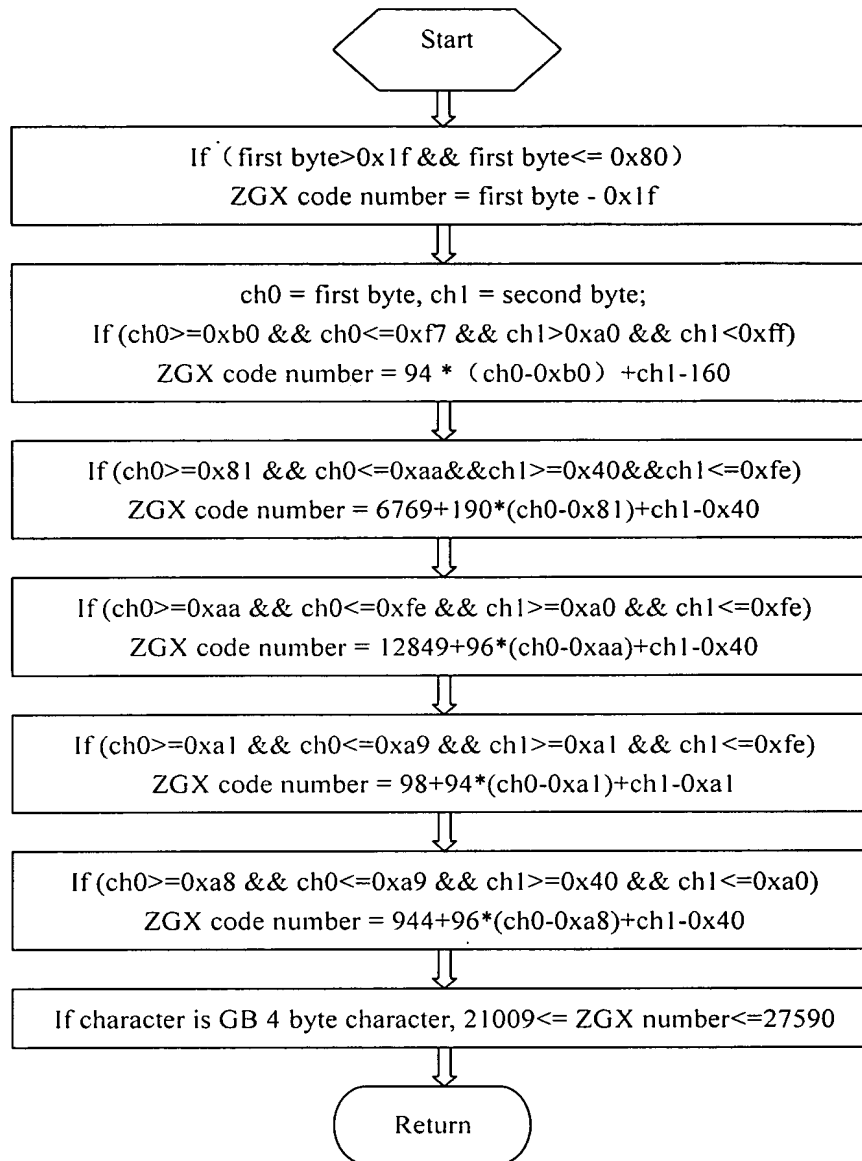 Start
If（first byte>0x1f && first byte<= 0x80）
ZGX code number = first byte - 0x1f
ch0 = first byte, ch1 = second byte;
If (ch0>=0xb0 && ch0<=0xf7 && ch1>0xa0 && ch1<0xff)
ZGX code number = 94 *（ch0-0xb0）+ch1-160
If (ch0>=0x81 && ch0<=0xaa&&ch1>=0x40&&ch1<=0xfe)
ZGX code number = 6769+190*(ch0-0x81)+ch1-0x40
If (ch0>=0xaa && ch0<=0xfe && ch1>=0xa0 && ch1<=0xfe)
ZGX code number = 12849+96*(ch0-0xaa)+ch1-0x40
If (ch0>=0xa1 && ch0<=0xa9 && ch1>=0xa1 && ch1<=0xfe)
ZGX code number = 98+94*(ch0-0xa1)+ch1-0xa1
If (ch0>=0xa8 && ch0<=0xa9 && ch1>=0x40 && ch1<=0xa0)
ZGX code number = 944+96*(ch0-0xa8)+ch1-0x40
If character is GB 4 byte character, 21009<= ZGX number<=27590
Return